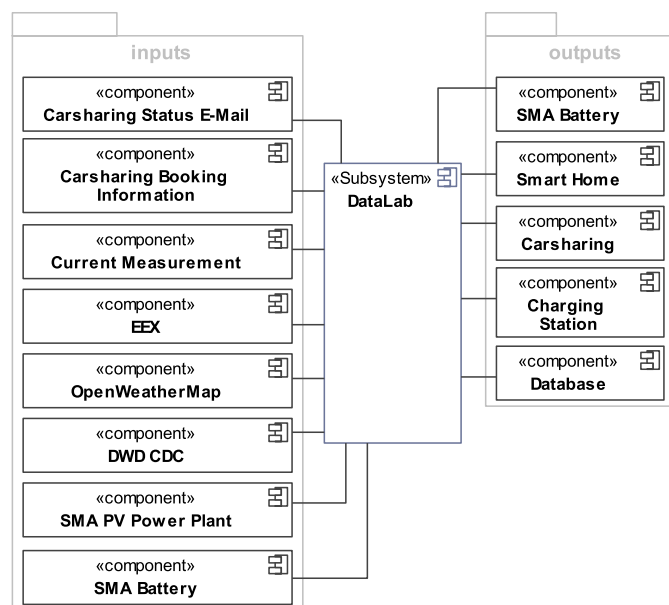 inputs
«component»
Carsharing Status E-Mail
«component»
Carsharing Booking
Information
«component»
Current Measurement
«component»
EEX
«component»
OpenWeatherMap
«component»
DWD CDC
«component»
SMA PV Power Plant
«component»
SMA Battery
«Subsystem»
DataLab
outputs
«component»
SMA Battery
«component»
Smart Home
«component»
Carsharing
«component»
Charging
Station
«component»
Database